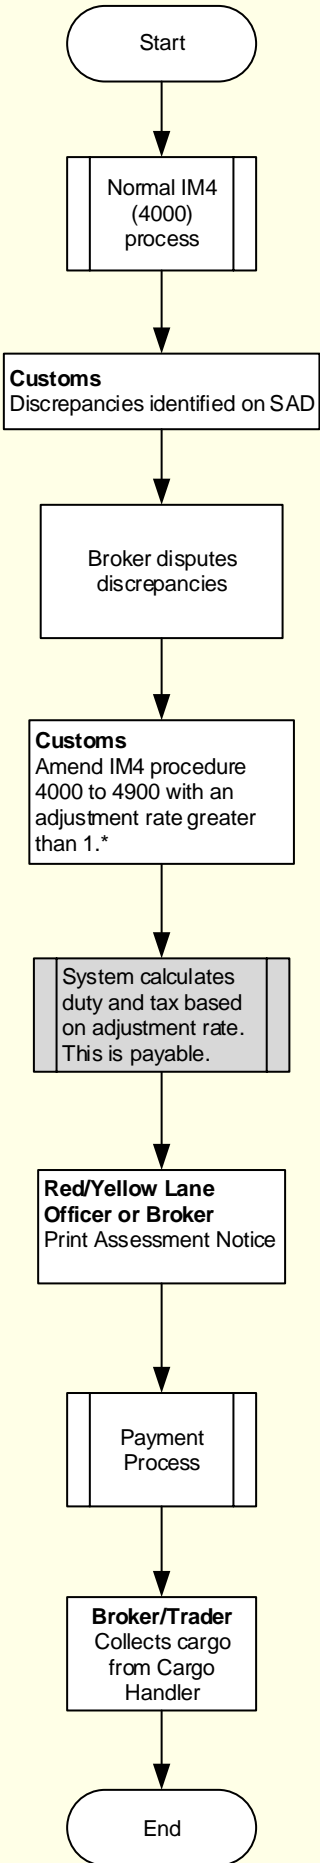 Start
Normal IM4
(4000)
process
Customs
Discrepancies identified on SAD
Broker disputes
discrepancies
Customs
Amend IM4 procedure
4000 to 4900 with an
adjustment rate greater
than 1.*
System calculates
duty and tax based
on adjustment rate.
This is payable.
Red/Yellow Lane
Officer or Broker
Print Assessment Notice
Payment
Process
Broker/Trader
Collects cargo
from Cargo
Handler
End